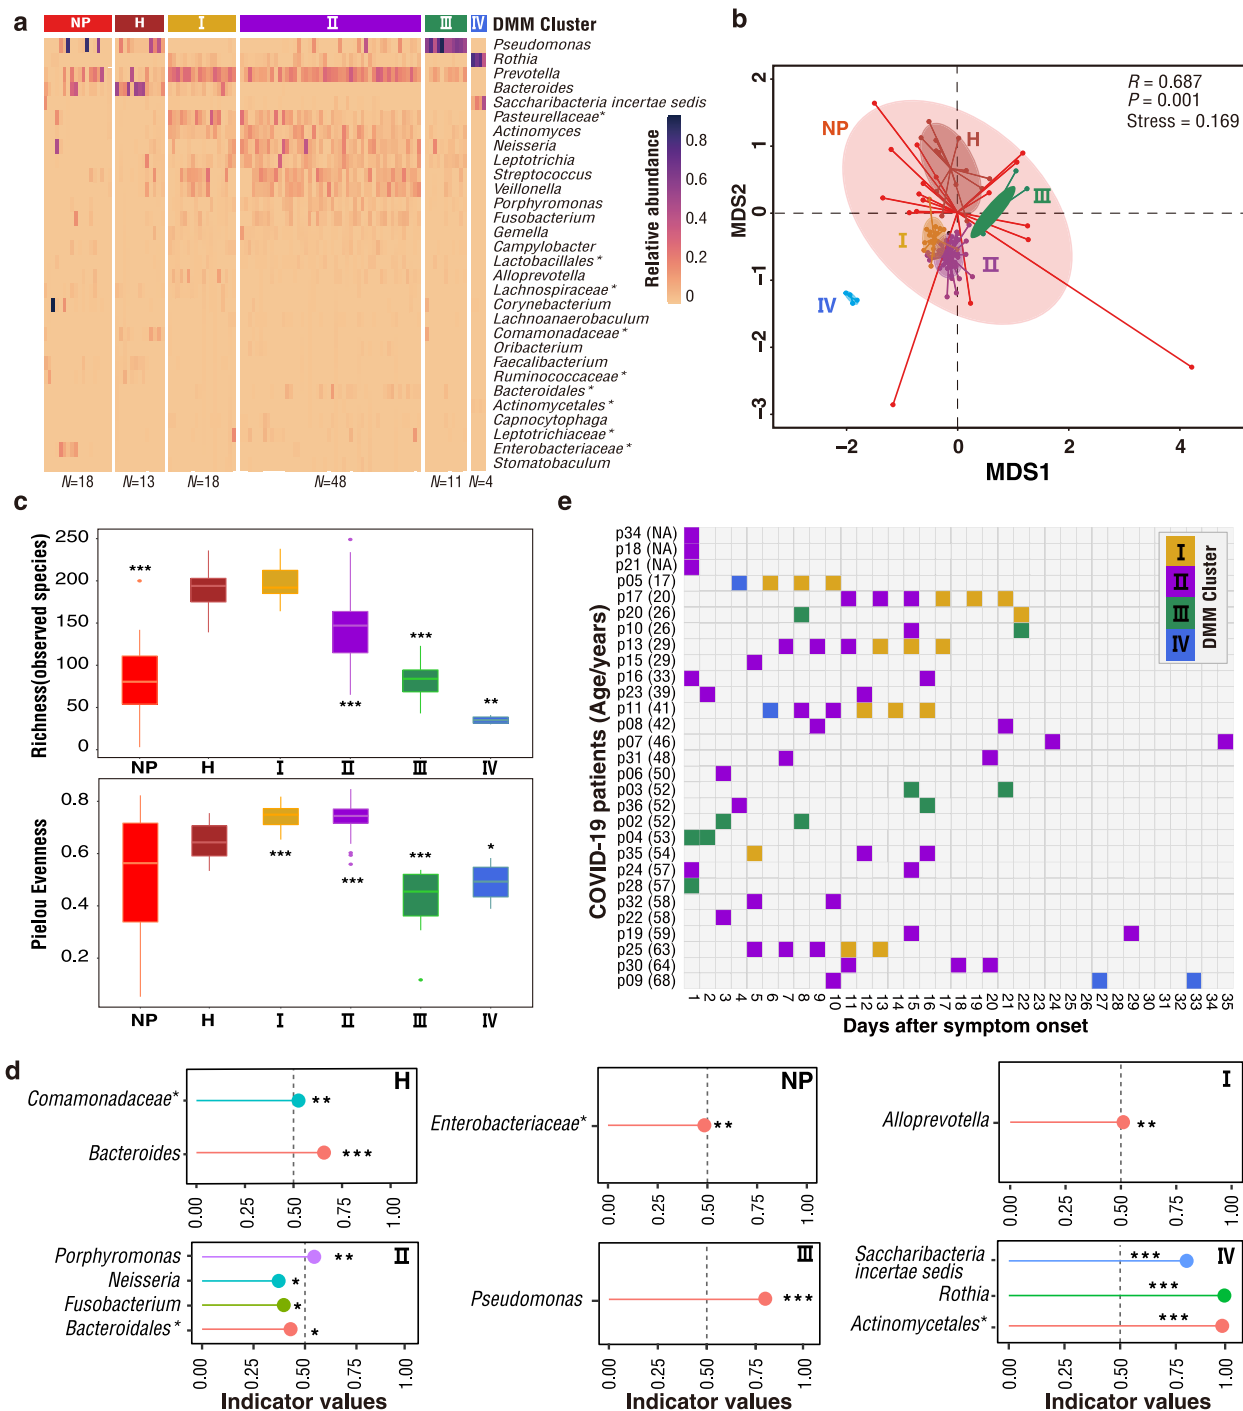 a
NP H I II III IV DMM Cluster
Pseudomonas
Rothia
Prevotella
Bacteroides
Saccharibacteria incertae sedis
Pasteurellaceae*
Actinomyces
Neisseria
Leptotrichia
Streptococcus
Veillonella
Porphyromonas
Fusobacterium
Gemella
Campylobacter
Lactobacillales*
Alloprevotella
Lachnospiraceae*
Corynebacterium
Lachnoanaerobaculum
Comamonadaceae*
Oribacterium
Faecalibacterium
Ruminococcaceae*
Bacteroidales*
Actinomycetales*
Capnocytophaga
Leptotrichiaceae*
Enterobacteriaceae*
Stomatobaculum
N=18 N=13 N=18 N=48 N=11 N=4
Relative abundance
0.8
0.6
0.4
0.2
0
b
R = 0.687
P = 0.001
Stress = 0.169
NP
H
III
I
II
IV
MDS2
2
1
0
−1
−2
−3
−2 0 2 4
MDS1
c
Richness(observed species)
250
200
150
100
50
0
***
***
***
**
NP H I II III IV
Pielou Evenness
0.8
0.6
0.4
0.2
***
***
***
*
NP H I II III IV
e
COVID-19 patients (Age/years)
p34 (NA)
p18 (NA)
p21 (NA)
p05 (17)
p17 (20)
p20 (26)
p10 (26)
p13 (29)
p15 (29)
p16 (33)
p23 (39)
p11 (41)
p08 (42)
p07 (46)
p31 (48)
p06 (50)
p03 (52)
p36 (52)
p02 (52)
p04 (53)
p35 (54)
p24 (57)
p28 (57)
p32 (58)
p22 (58)
p19 (59)
p25 (63)
p30 (64)
p09 (68)
I
II
III
IV
DMM Cluster
1 2 3 4 5 6 7 8 9 10 11 12 13 14 15 16 17 18 19 20 21 22 23 24 25 26 27 28 29 30 31 32 33 34 35
Days after symptom onset
d
H
Comamonadaceae* **
Bacteroides ***
0.00 0.25 0.50 0.75 1.00
NP
Enterobacteriaceae* **
0.00 0.25 0.50 0.75 1.00
I
Alloprevotella **
0.00 0.25 0.50 0.75 1.00
II
Porphyromonas **
Neisseria *
Fusobacterium *
Bacteroidales* *
0.00 0.25 0.50 0.75 1.00
Indicator values
III
Pseudomonas ***
0.00 0.25 0.50 0.75 1.00
Indicator values
IV
Saccharibacteria
incertae sedis ***
Rothia ***
Actinomycetales* ***
0.00 0.25 0.50 0.75 1.00
Indicator values